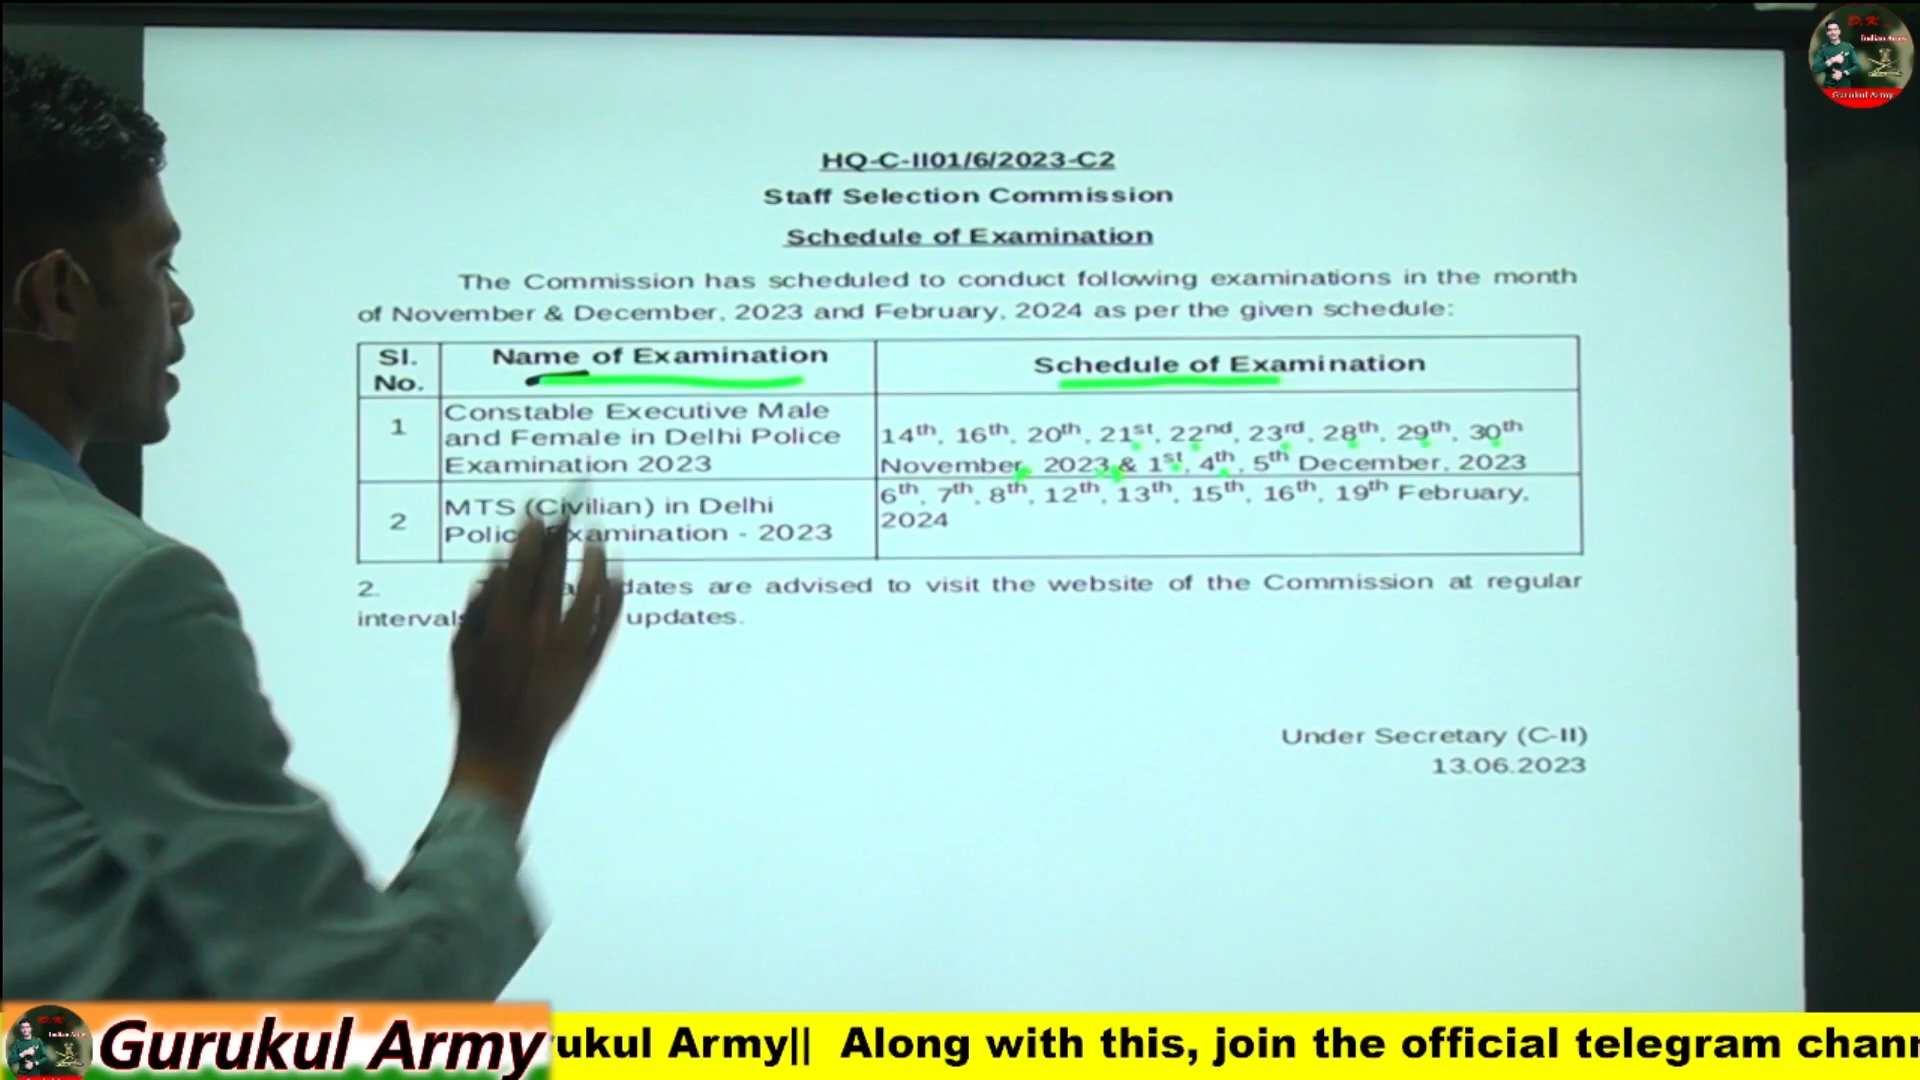 HQ-C-II01/6/2023-C2
Staff Selection Commission
Schedule of Examination
The Commission has scheduled to conduct following examinations in the month
of November & December, 2023 and February, 2024 as per the given schedule:
Sl. No.
Name of Examination
Schedule of Examination
1
Constable Executive Male
and Female in Delhi Police
Examination 2023
14th, 16th, 20th, 21st, 22nd, 23rd, 28th, 29th, 30th
November, 2023 & 1st, 4th, 5th December, 2023
2
MTS (Civilian) in Delhi
Police Examination - 2023
6th, 7th, 8th, 12th, 13th, 15th, 16th, 19th February,
2024
2. dates are advised to visit the website of the Commission at regular
intervals updates.
Under Secretary (C-II)
13.06.2023
D.K
Indian Army
Gurukul Army
Gurukul Army
ukul Army|| Along with this, join the official telegram chann